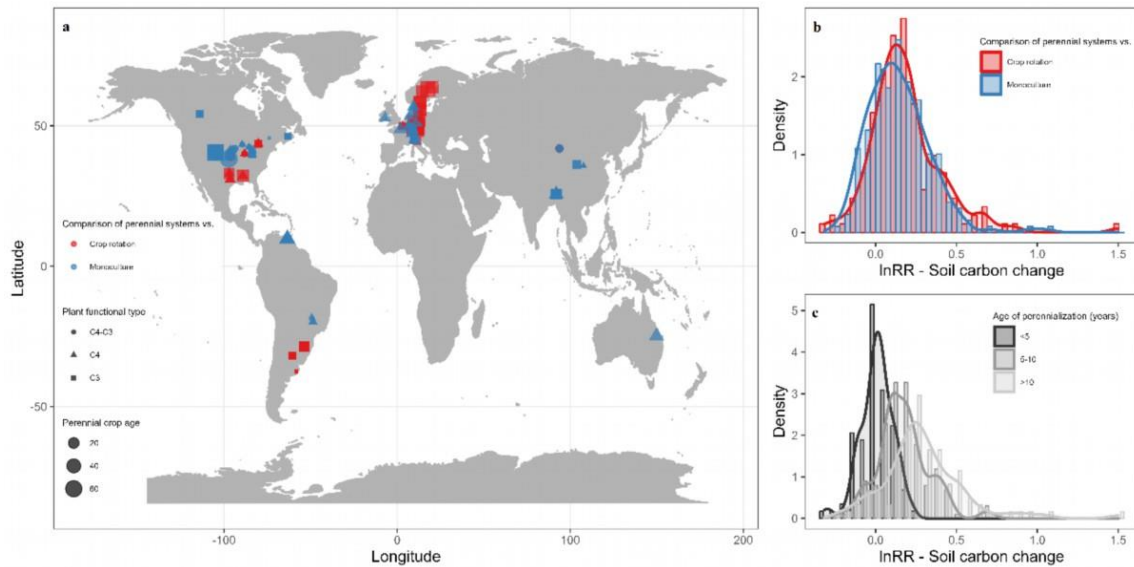 a
50
0
-50
Latitude
-100
0
100
200
Longitude
Comparison of perennial systems vs.
Crop rotation
Monoculture
Plant functional type
C4-C3
C4
C3
Perennial crop age
20
40
60
b
Comparison of perennial systems vs.
Crop rotation
Monoculture
2
1
0
Density
0.0
0.5
1.0
1.5
lnRR - Soil carbon change
c
Age of perennialization (years)
<5
5-10
>10
5
4
3
2
1
0
Density
0.0
0.5
1.0
1.5
lnRR - Soil carbon change